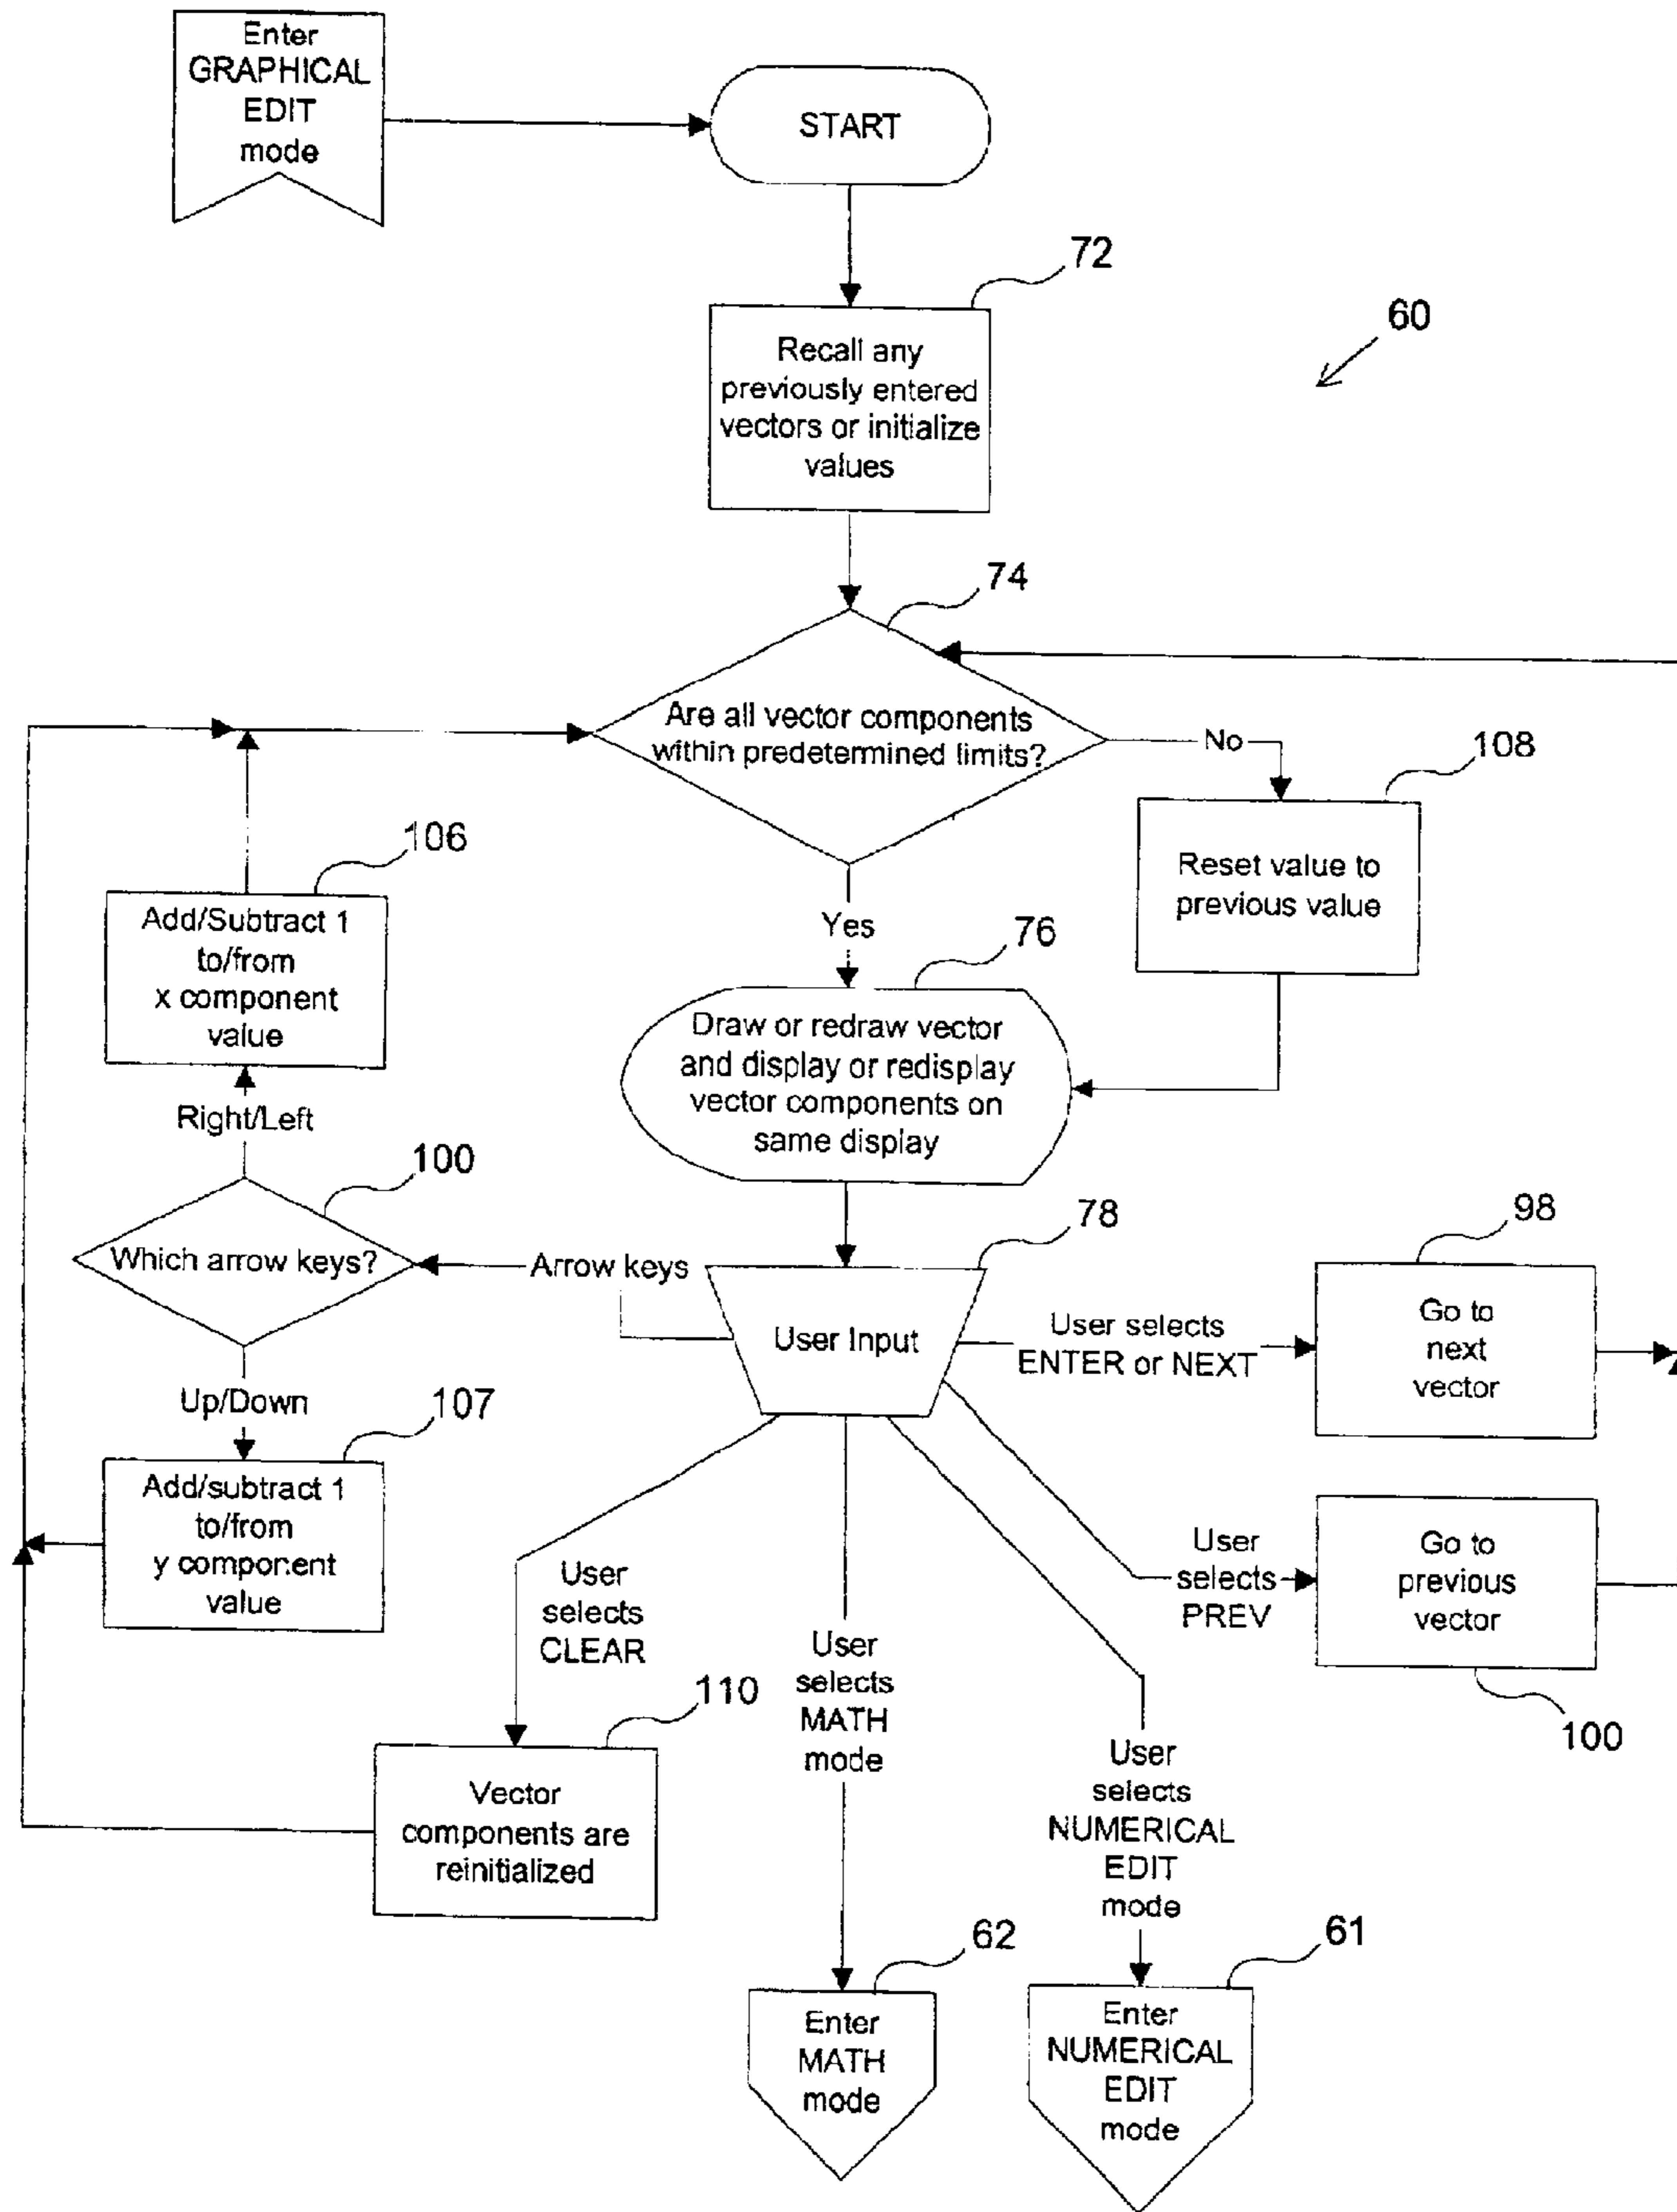 Enter
GRAPHICAL
EDIT
mode
START
72
Recall any
previously entered
vectors or initialize
values
60
74
Are all vector components
within predetermined limits?
No
108
Reset value to
previous value
106
Add/Subtract 1
to/from
x component
value
Yes
76
Draw or redraw vector
and display or redisplay
vector components on
same display
Right/Left
100
Which arrow keys?
Arrow keys
78
User Input
User selects
ENTER or NEXT
98
Go to
next
vector
Up/Down
107
Add/subtract 1
to/from
y component
value
User
selects
PREV
Go to
previous
vector
100
User
selects
CLEAR
110
Vector
components are
reinitialized
User
selects
MATH
mode
User
selects
NUMERICAL
EDIT
mode
62
Enter
MATH
mode
61
Enter
NUMERICAL
EDIT
mode